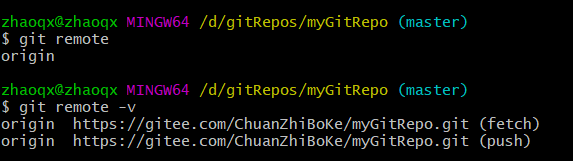 zhaoqx@zhaoqx MINGW64 /d/gitRepos/myGitRepo (master)
$ git remote
origin
zhaoqx@zhaoqx MINGW64 /d/gitRepos/myGitRepo (master)
$ git remote -v
origin  https://gitee.com/ChuanZhiBoKe/myGitRepo.git (fetch)
origin  https://gitee.com/ChuanZhiBoKe/myGitRepo.git (push)